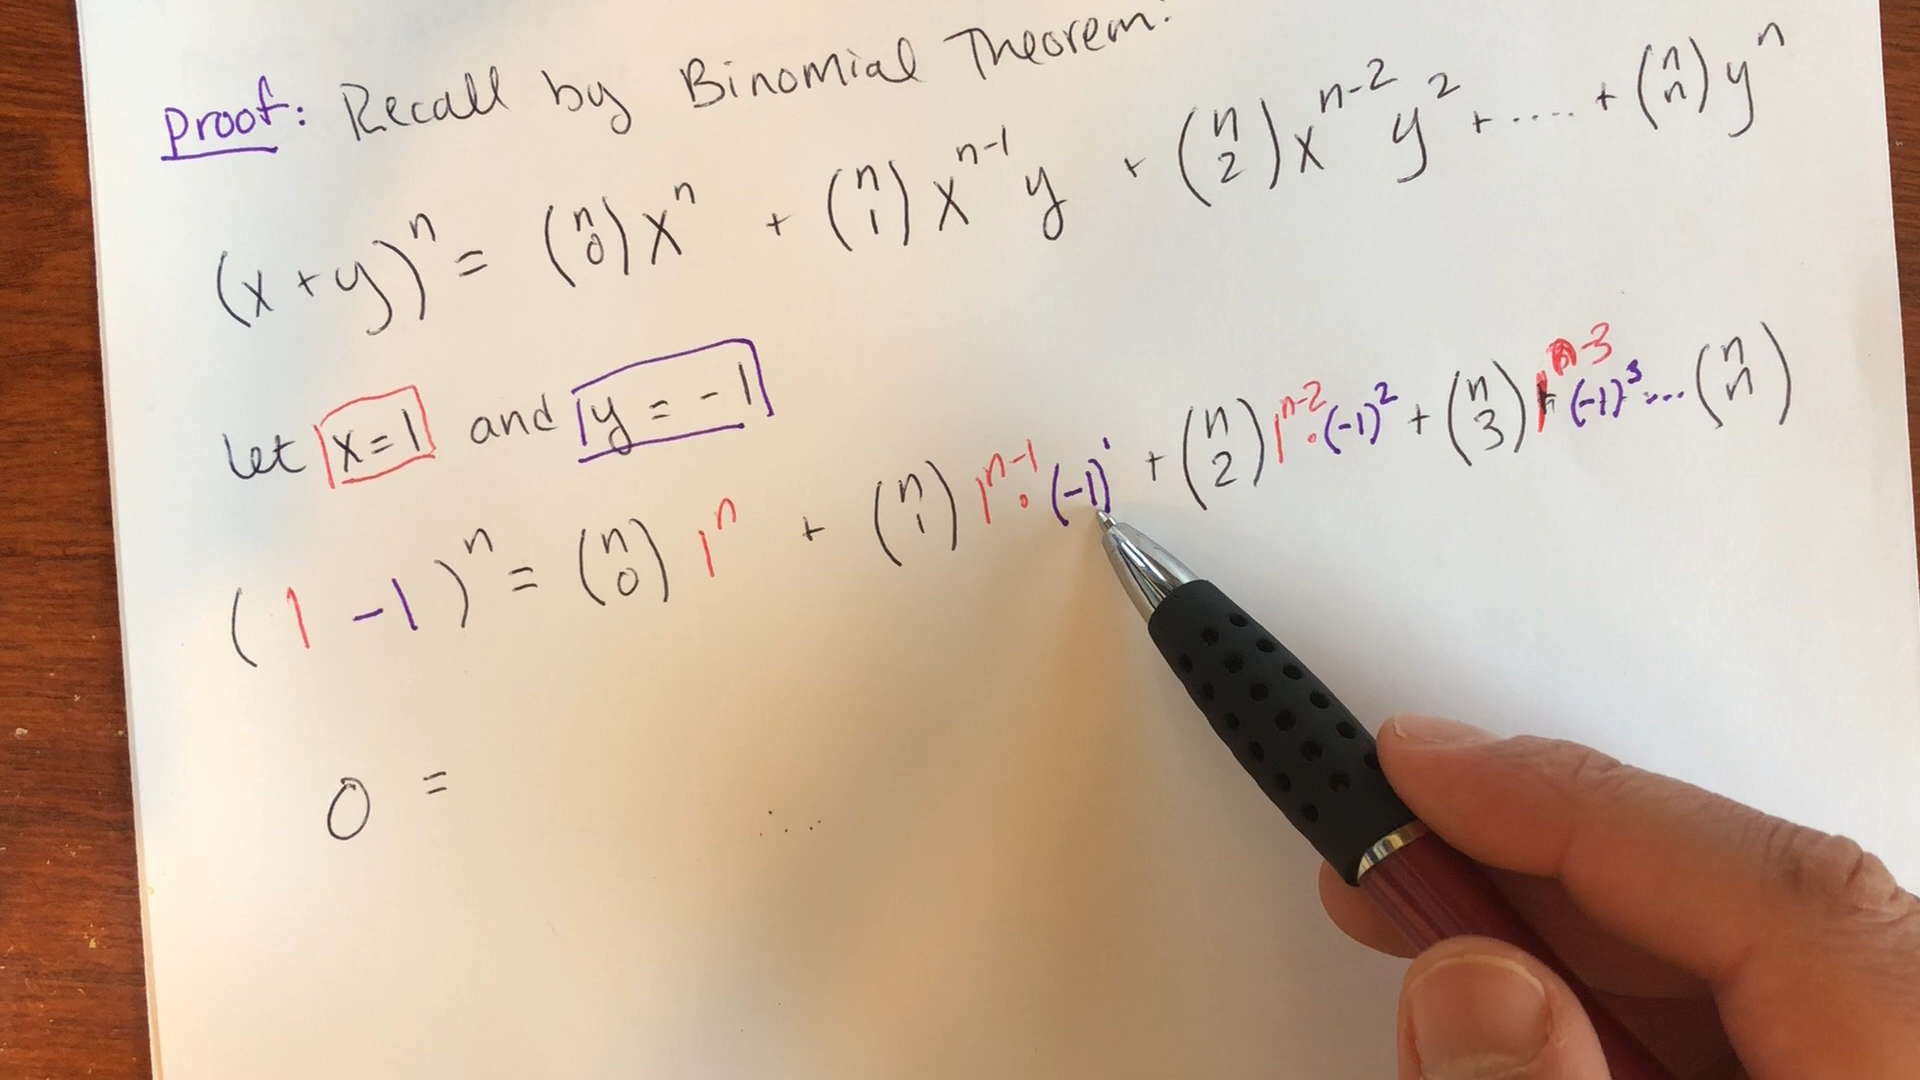 Proof: Recall by Binomial Theorem:
(x+y)^n = (n 0) x^n + (n 1) x^{n-1} y + (n 2) x^{n-2} y^2 + ..... + (n n) y^n
let x=1 and y = -1
(1 -1)^n = (n 0) 1^n + (n 1) 1^{n-1}·(-1)^1 + (n 2) 1^{n-2}·(-1)^2 + (n 3) 1^{n-3} (-1)^3 ... (n n)
0 =